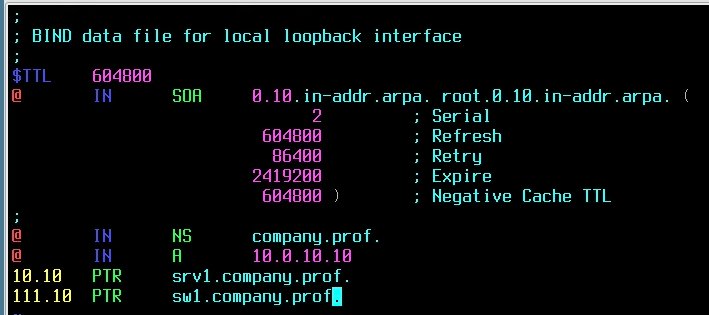 ;
; BIND data file for local loopback interface
;
$TTL 604800
@ IN SOA 0.10.in-addr.arpa. root.0.10.in-addr.arpa. (
2 ; Serial
604800 ; Refresh
86400 ; Retry
2419200 ; Expire
604800 ) ; Negative Cache TTL
;
@ IN NS company.prof.
@ IN A 10.0.10.10
10.10 PTR srv1.company.prof.
111.10 PTR sw1.company.prof.